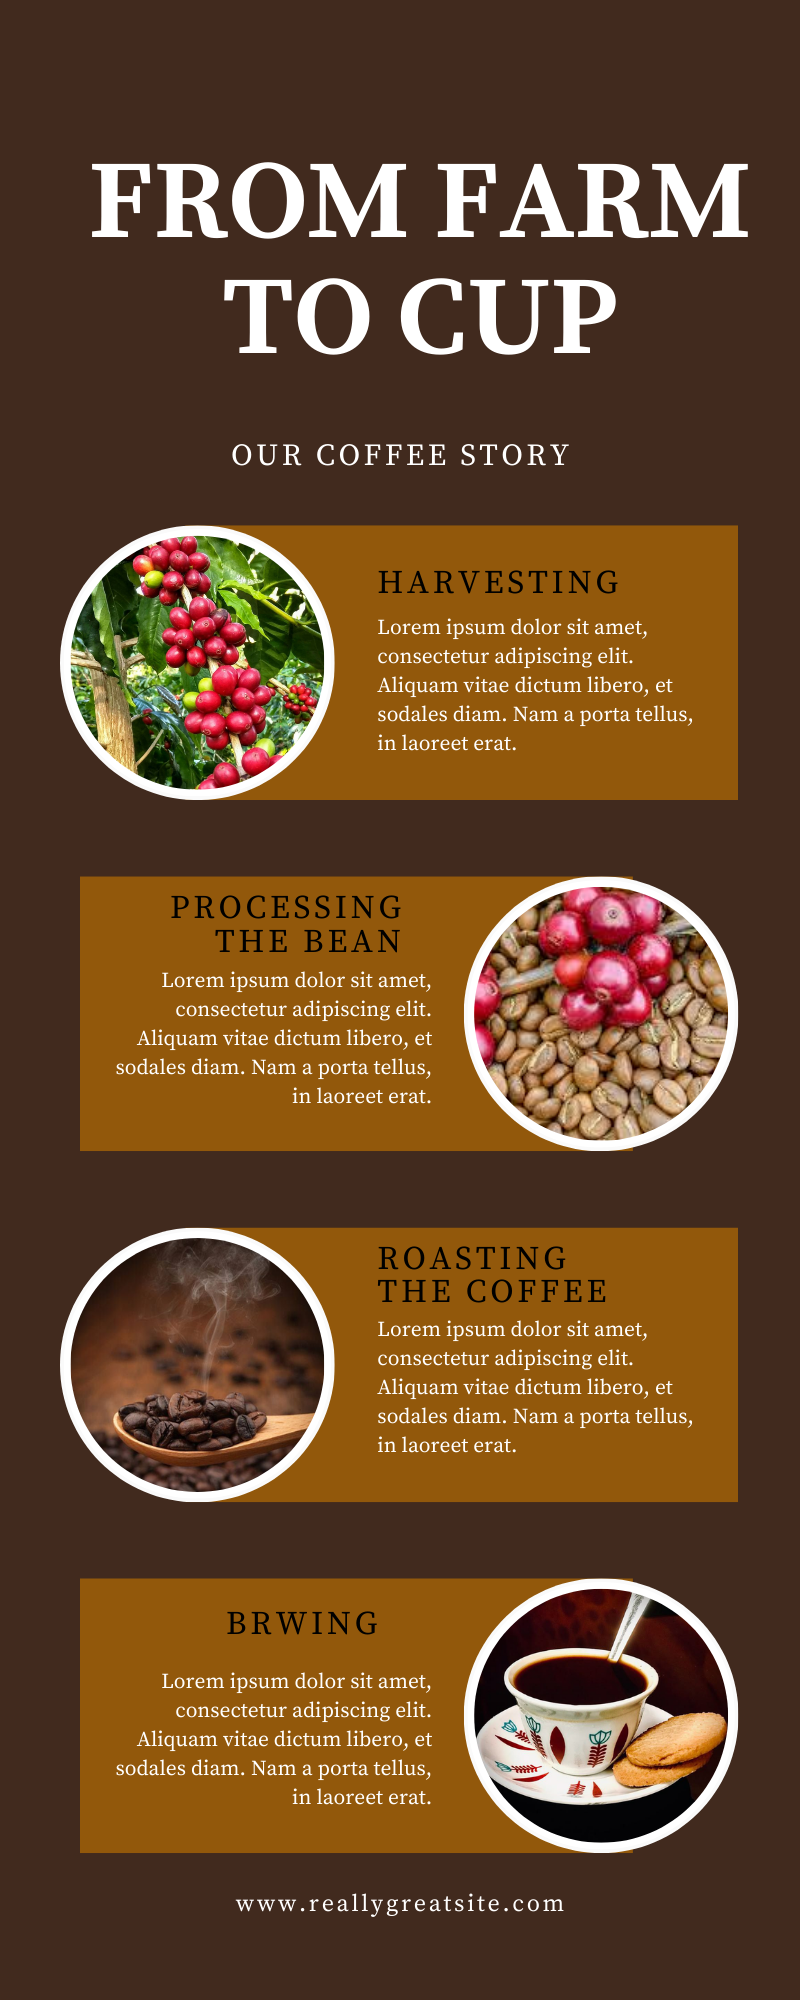 FROM FARM
TO CUP
OUR COFFEE STORY
HARVESTING
Lorem ipsum dolor sit amet,
consectetur adipiscing elit.
Aliquam vitae dictum libero, et
sodales diam. Nam a porta tellus,
in laoreet erat.
PROCESSING
THE BEAN
Lorem ipsum dolor sit amet,
consectetur adipiscing elit.
Aliquam vitae dictum libero, et
sodales diam. Nam a porta tellus,
in laoreet erat.
ROASTING
THE COFFEE
Lorem ipsum dolor sit amet,
consectetur adipiscing elit.
Aliquam vitae dictum libero, et
sodales diam. Nam a porta tellus,
in laoreet erat.
BRWING
Lorem ipsum dolor sit amet,
consectetur adipiscing elit.
Aliquam vitae dictum libero, et
sodales diam. Nam a porta tellus,
in laoreet erat.
www.reallygreatsite.com